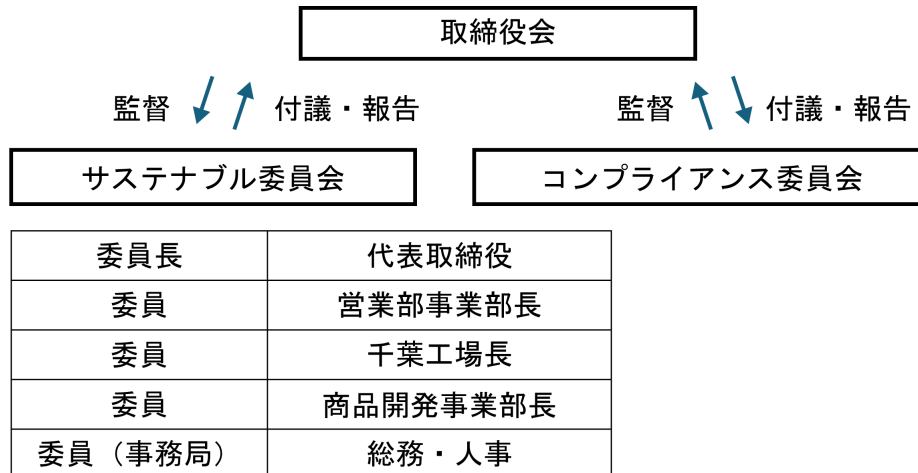 取締役会
監督 付議・報告 監督 付議・報告
サステナブル委員会 コンプライアンス委員会
委員長 代表取締役
委員 営業部事業部長
委員 千葉工場長
委員 商品開発事業部長
委員（事務局） 総務・人事